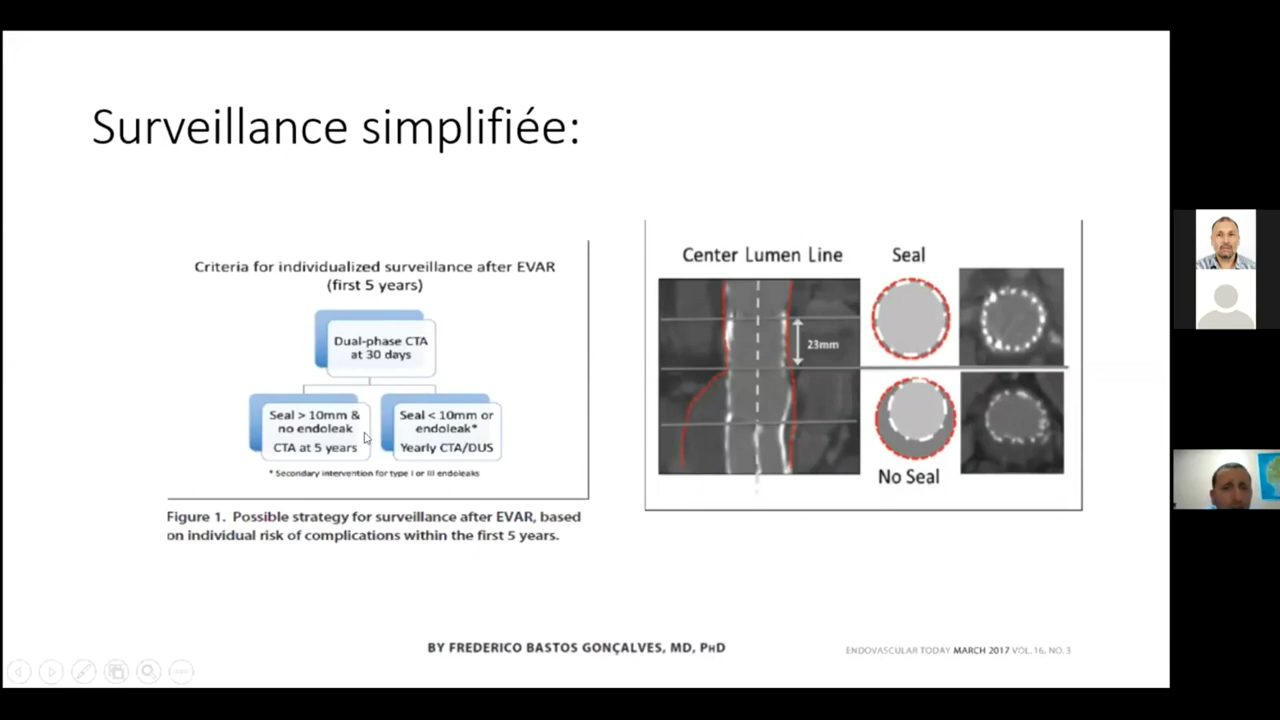 Surveillance simplifiée:
Criteria for individualized surveillance after EVAR
(first 5 years)
Dual-phase CTA
at 30 days
Seal > 10mm &
no endoleak
CTA at 5 years
Seal < 10mm or
endoleak*
Yearly CTA/DUS
* Secondary intervention for type I or III endoleaks
Figure 1. Possible strategy for surveillance after EVAR, based
on individual risk of complications within the first 5 years.
Center Lumen Line
Seal
23mm
No Seal
BY FREDERICO BASTOS GONÇALVES, MD, PHD
ENDOVASCULAR TODAY MARCH 2017 VOL. 16, NO. 3